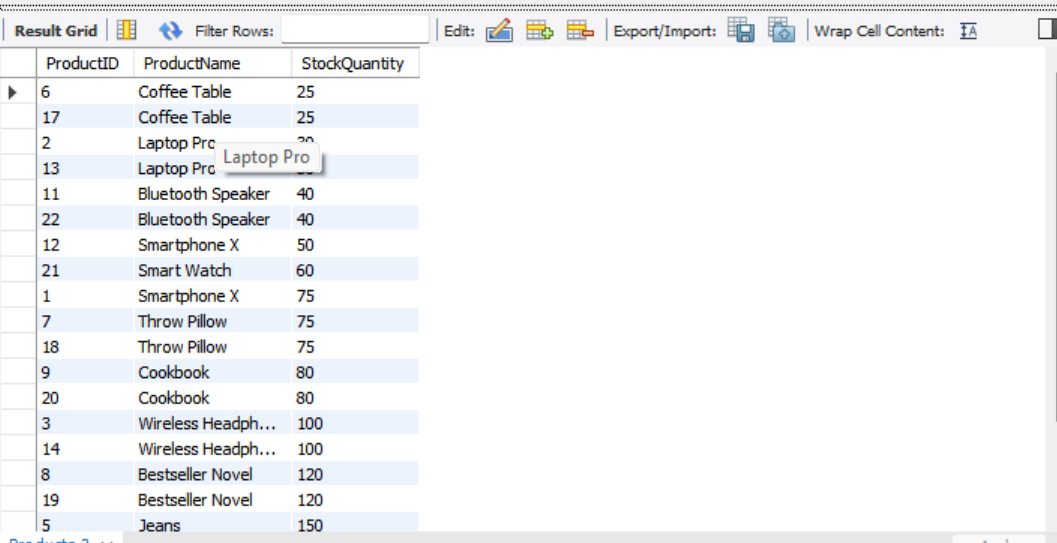 Result Grid Filter Rows: Edit: Export/Import: Wrap Cell Content:
ProductID ProductName StockQuantity
6 Coffee Table 25
17 Coffee Table 25
2 Laptop Pro
Laptop Pro
13 Laptop Pro
11 Bluetooth Speaker 40
22 Bluetooth Speaker 40
12 Smartphone X 50
21 Smart Watch 60
1 Smartphone X 75
7 Throw Pillow 75
18 Throw Pillow 75
9 Cookbook 80
20 Cookbook 80
3 Wireless Headph... 100
14 Wireless Headph... 100
8 Bestseller Novel 120
19 Bestseller Novel 120
5 Jeans 150